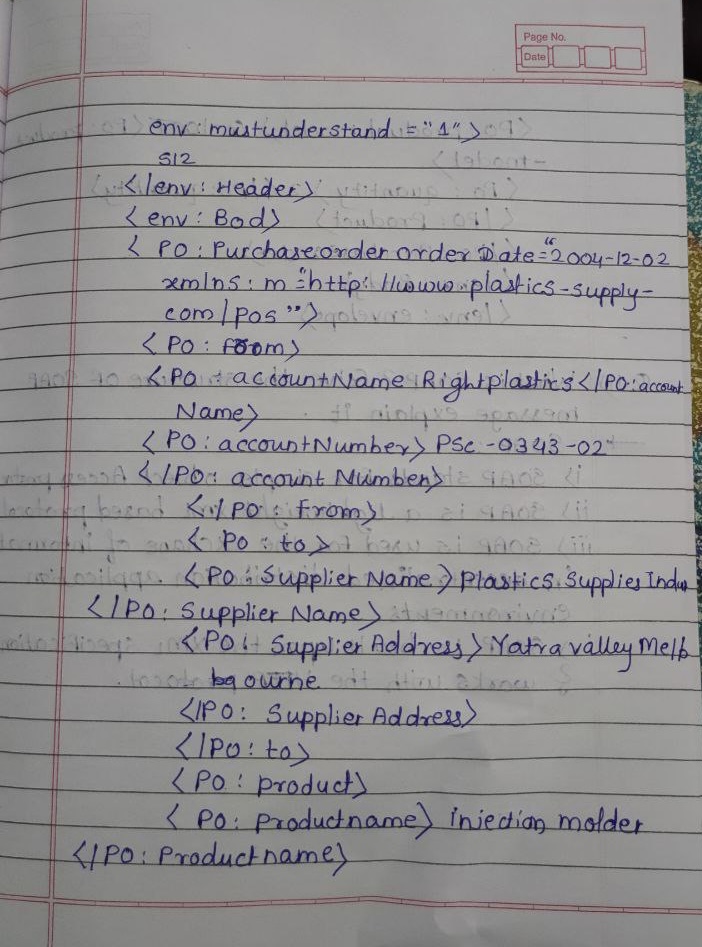 Page No.
Date
env: mustunderstand = "1">
512
</env: Header>
<env: Bod>
< PO: Purchaseorder order Date="2004-12-02
xmlns: m ="http: //www.plastics-supply-
com/pos">
<PO: from>
<PO: accountName Rightplastics</PO:account
Name>
<PO: accountNumber> PSC -0343-02
</PO: account Number>
</PO: From>
<PO: to>
<PO: Supplier Name> Plastics Supplies Indu
</PO: Supplier Name>
<PO: Supplier Address> Yatra valley Melb
ourne
</PO: Supplier Address>
</PO: to>
<PO: product>
< PO: productname> injection molder
</PO: Productname>